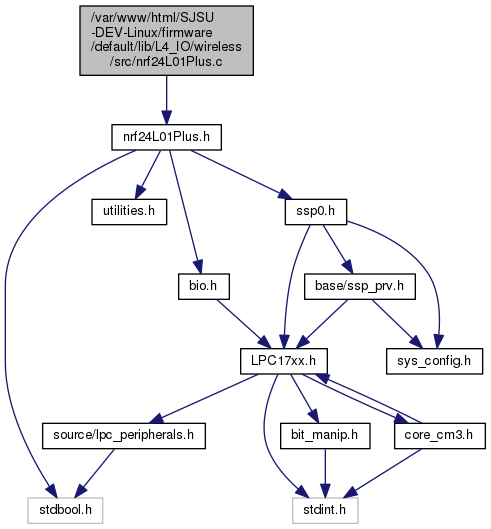 /var/www/html/SJSU
-DEV-Linux/firmware
/default/lib/L4_IO/wireless
/src/nrf24L01Plus.c
nrf24L01Plus.h
utilities.h
ssp0.h
bio.h
base/ssp_prv.h
LPC17xx.h
sys_config.h
source/lpc_peripherals.h
bit_manip.h
core_cm3.h
stdbool.h
stdint.h